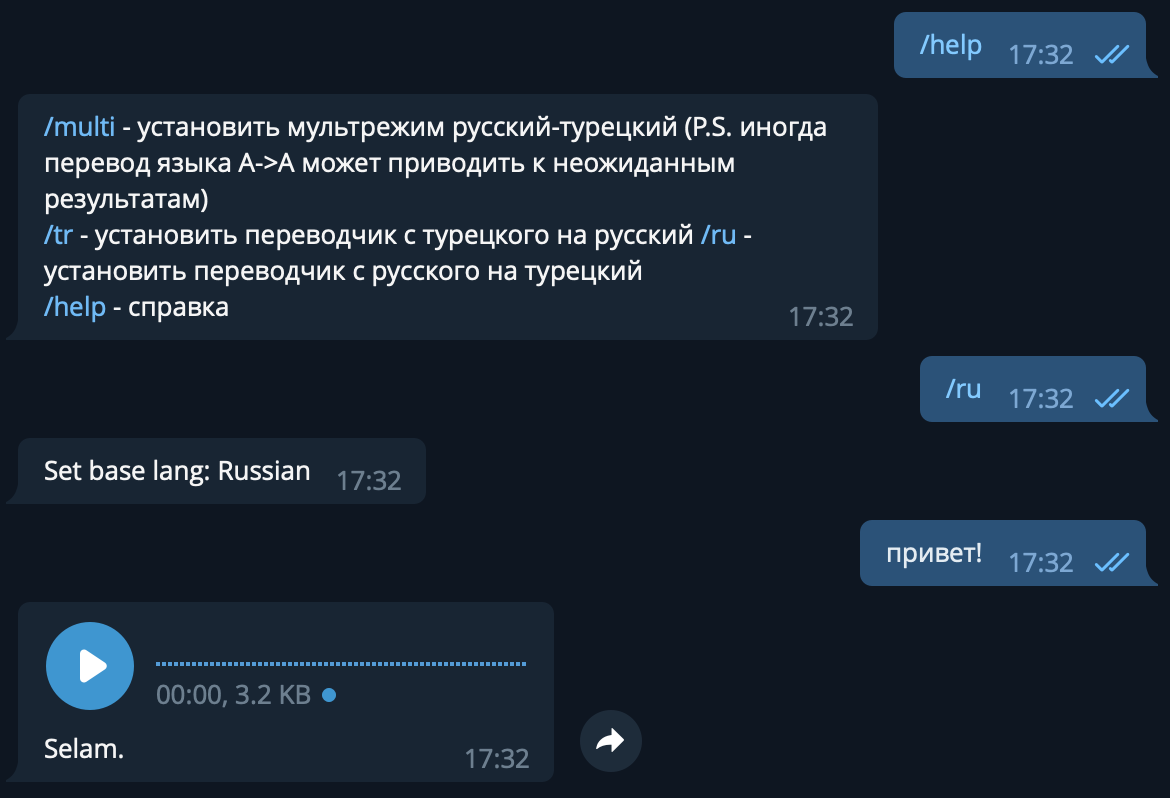 /help 17:32
/multi - установить мультрежим русский-турецкий (P.S. иногда
перевод языка A->A может приводить к неожиданным
результатам)
/tr - установить переводчик с турецкого на русский /ru -
установить переводчик с русского на турецкий
/help - справка
17:32
/ru 17:32
Set base lang: Russian 17:32
привет! 17:32
00:00, 3.2 KB
Selam.
17:32